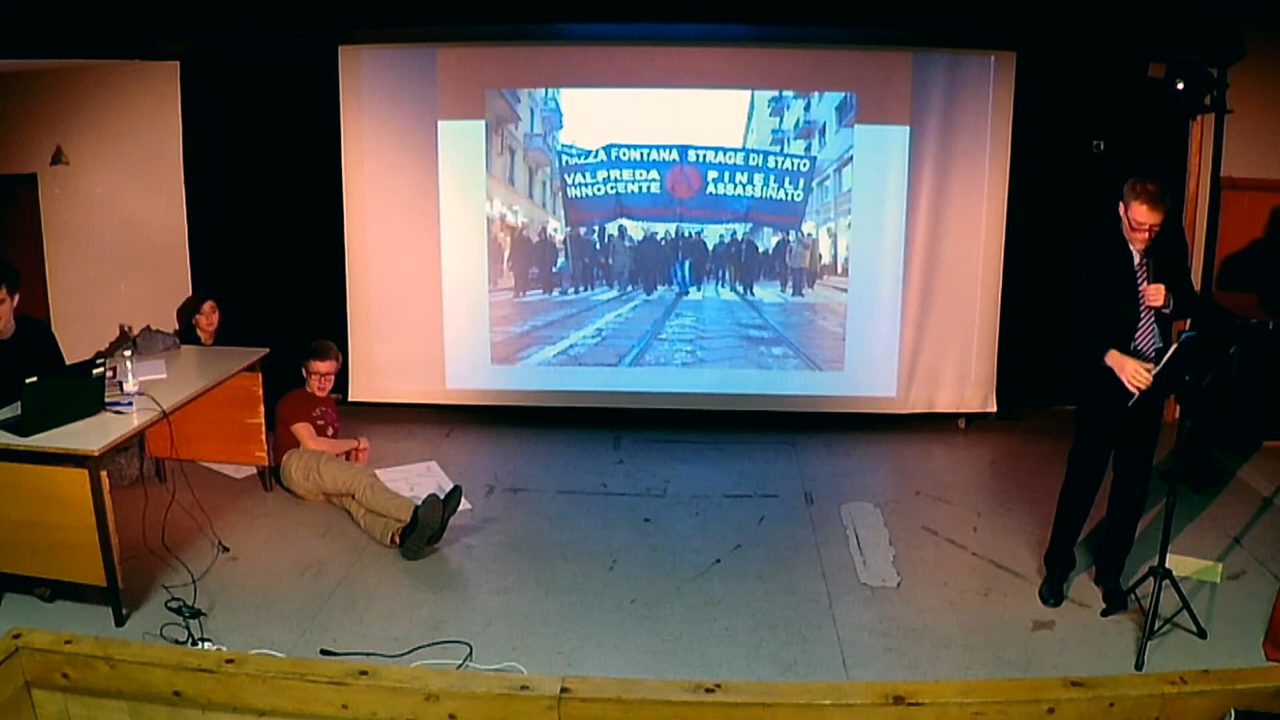 PIAZZA FONTANA STRAGE DI STATO
VALPREDA PINELLI
INNOCENTE ASSASSINATO